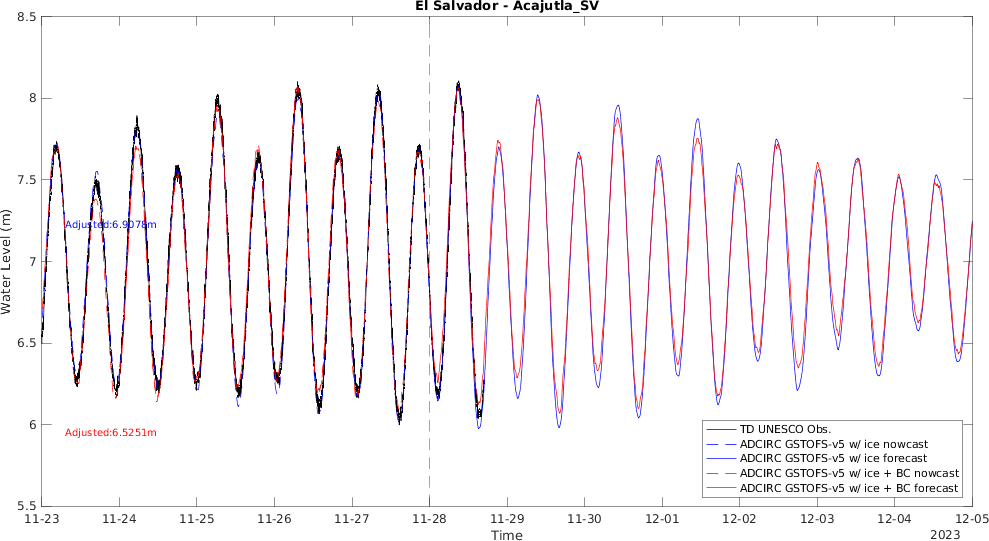 El Salvador - Acajutla_SV
8.5
8
7.5
7
6.5
6
5.5
Water Level (m)
Adjusted:6.9078m
Adjusted:6.5251m
TD UNESCO Obs.
ADCIRC GSTOFS-v5 w/ ice nowcast
ADCIRC GSTOFS-v5 w/ ice forecast
ADCIRC GSTOFS-v5 w/ ice + BC nowcast
ADCIRC GSTOFS-v5 w/ ice + BC forecast
11-23 11-24 11-25 11-26 11-27 11-28 11-29 11-30 12-01 12-02 12-03 12-04 12-05
Time
2023